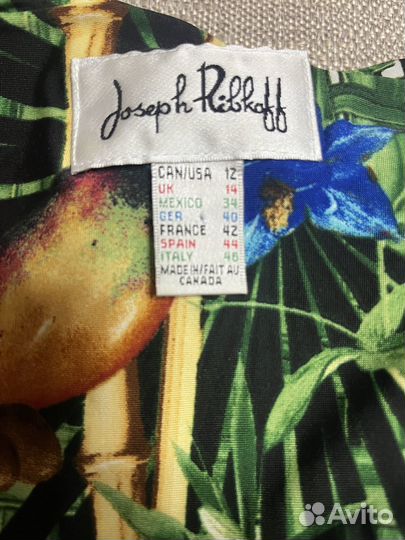 Joseph Ribkoff
CAN/USA 12
UK 14
MEXICO 34
GER 40
FRANCE 42
SPAIN 44
ITALY 46
MADE IN/FAIT AU
CANADA
Avito